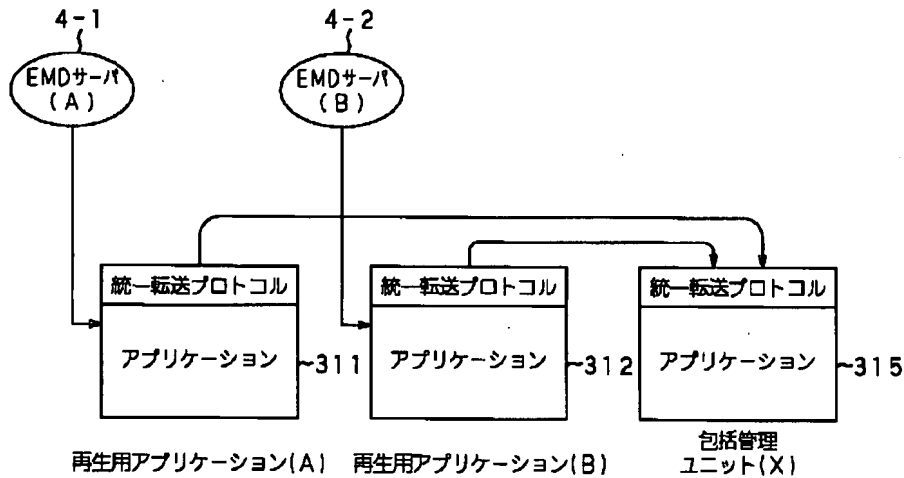 4-1
4-2
EMDサーバ
(A)
EMDサーバ
(B)
統一転送プロトコル
統一転送プロトコル
統一転送プロトコル
アプリケーション
311
アプリケーション
312
アプリケーション
315
再生用アプリケーション(A)
再生用アプリケーション(B)
包括管理
ユニット(X)